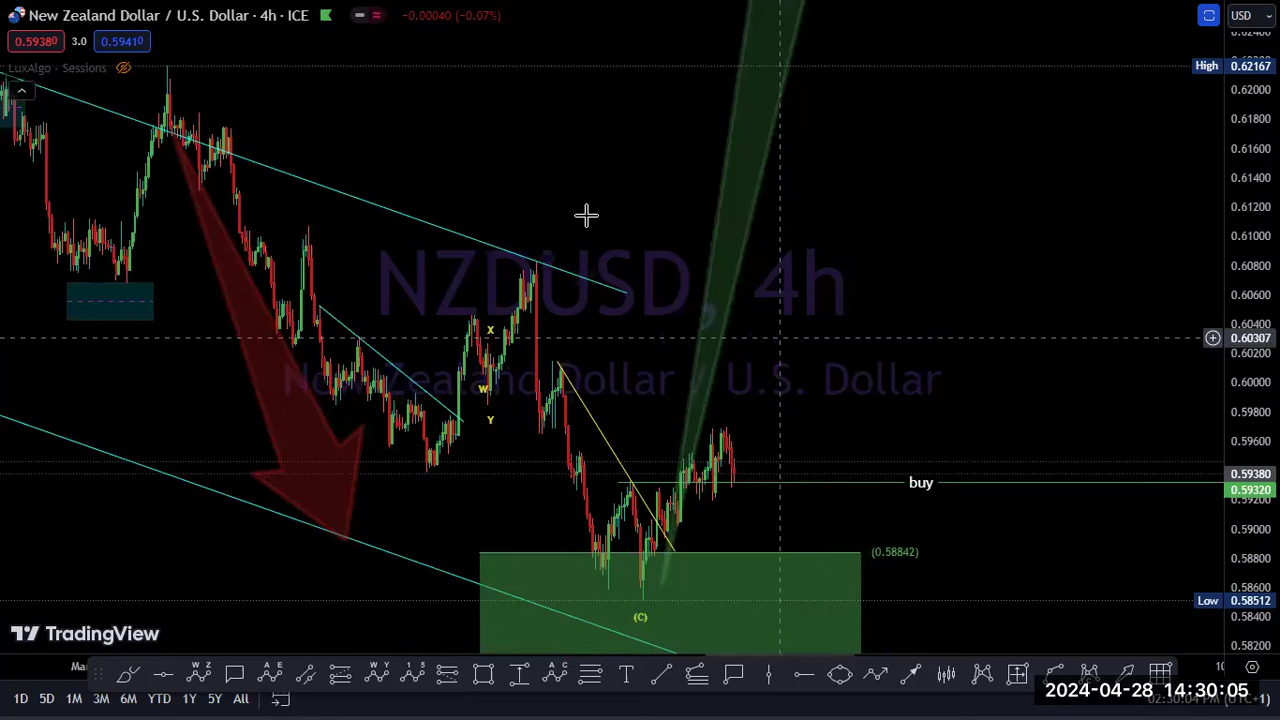 New Zealand Dollar / U.S. Dollar · 4h · ICE −0.00040 (−0.07%) USD
0.59380 3.0 0.59410
LuxAlgo - Sessions
High 0.62167
0.62000
0.61800
0.61600
0.61400
0.61200
0.61000
0.60800
0.60600
0.60400
0.60307
0.60200
0.60000
0.59800
0.59600
0.59380
0.59320
0.59000
0.58800
0.58600
Low 0.58512
0.58400
0.58200
NZDUSD, 4h
New Zealand Dollar / U.S. Dollar
X
W
Y
buy
(0.58842)
(C)
TradingView
W Z
A E
W Y
1 5
A C
T
1D 5D 1M 3M 6M YTD 1Y 5Y All
2024-04-28 14:30:05